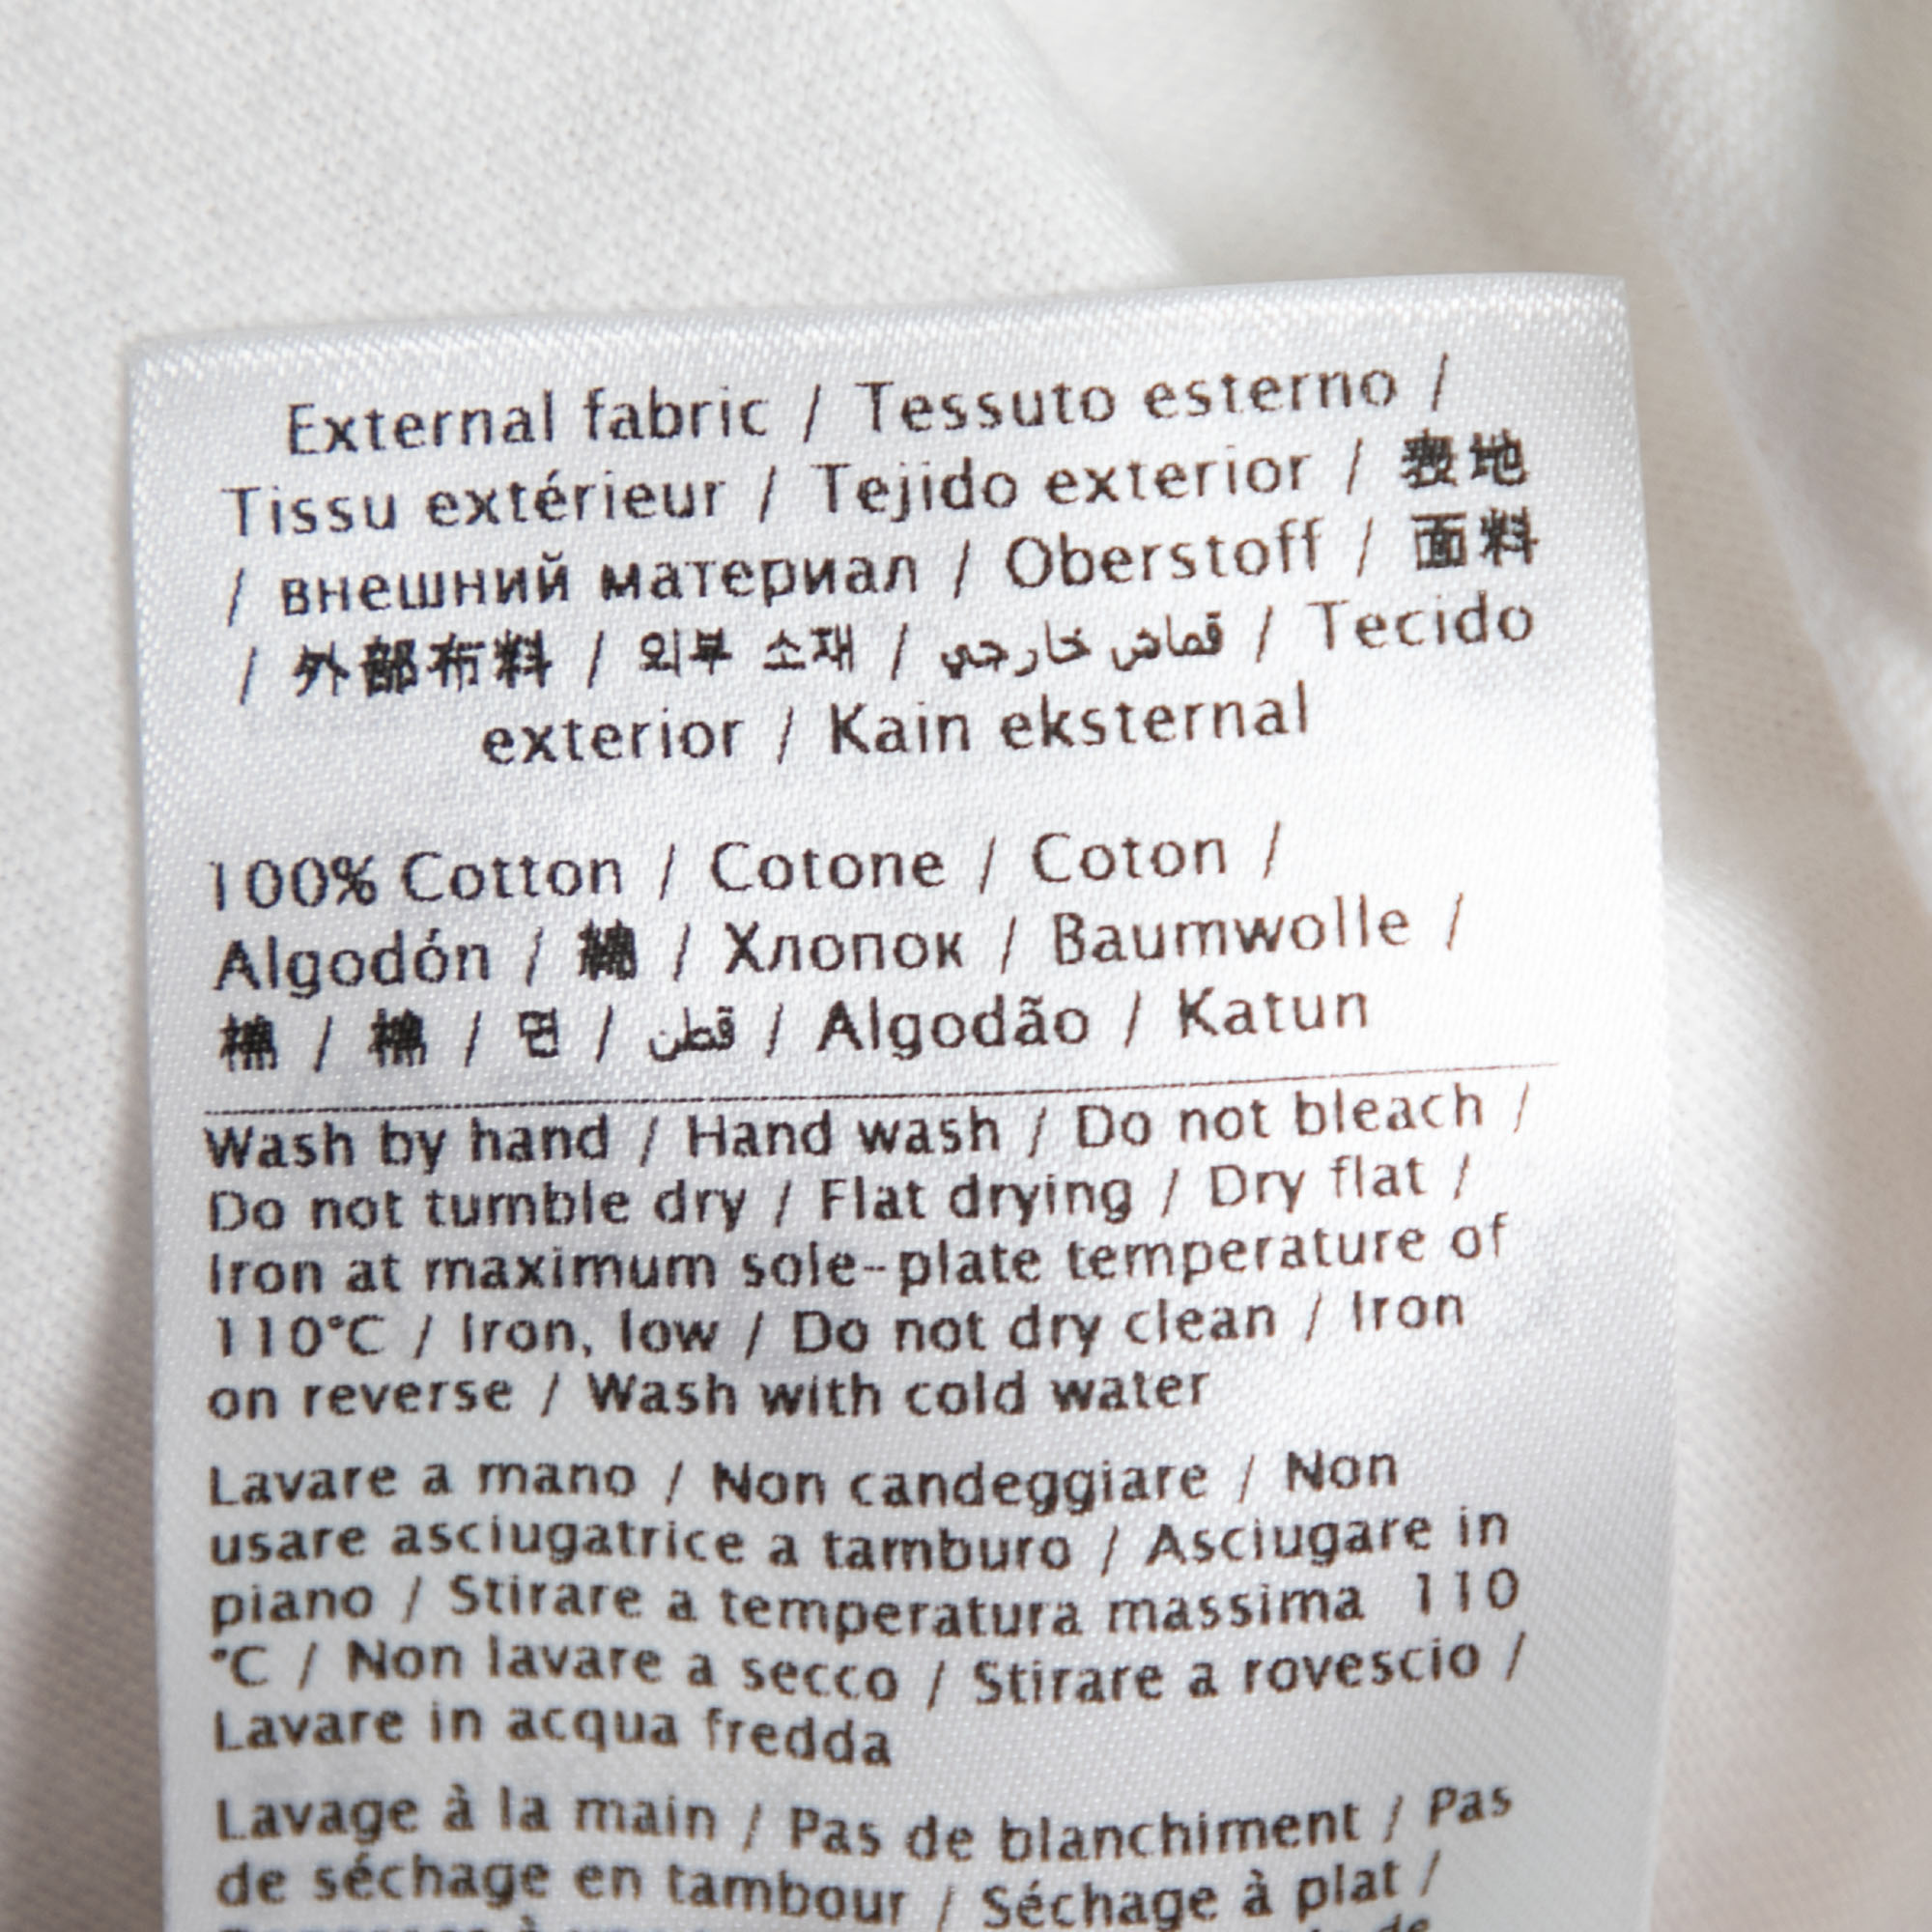 External fabric / Tessuto esterno /
Tissu extérieur / Tejido exterior / 表地
/ внешний материал / Oberstoff / 面料
/ 外部布料 / 외부 소재 / قماش خارجي / Tecido
exterior / Kain eksternal
100% Cotton / Cotone / Coton /
Algodón / 綿 / Хлопок / Baumwolle /
棉 / 棉 / 면 / قطن / Algodão / Katun
Wash by hand / Hand wash / Do not bleach /
Do not tumble dry / Flat drying / Dry flat /
Iron at maximum sole-plate temperature of
110°C / Iron, low / Do not dry clean / Iron
on reverse / Wash with cold water
Lavare a mano / Non candeggiare / Non
usare asciugatrice a tamburo / Asciugare in
piano / Stirare a temperatura massima 110
°C / Non lavare a secco / Stirare a rovescio /
Lavare in acqua fredda
Lavage à la main / Pas de blanchiment / Pas
de séchage en tambour / Séchage à plat /
de